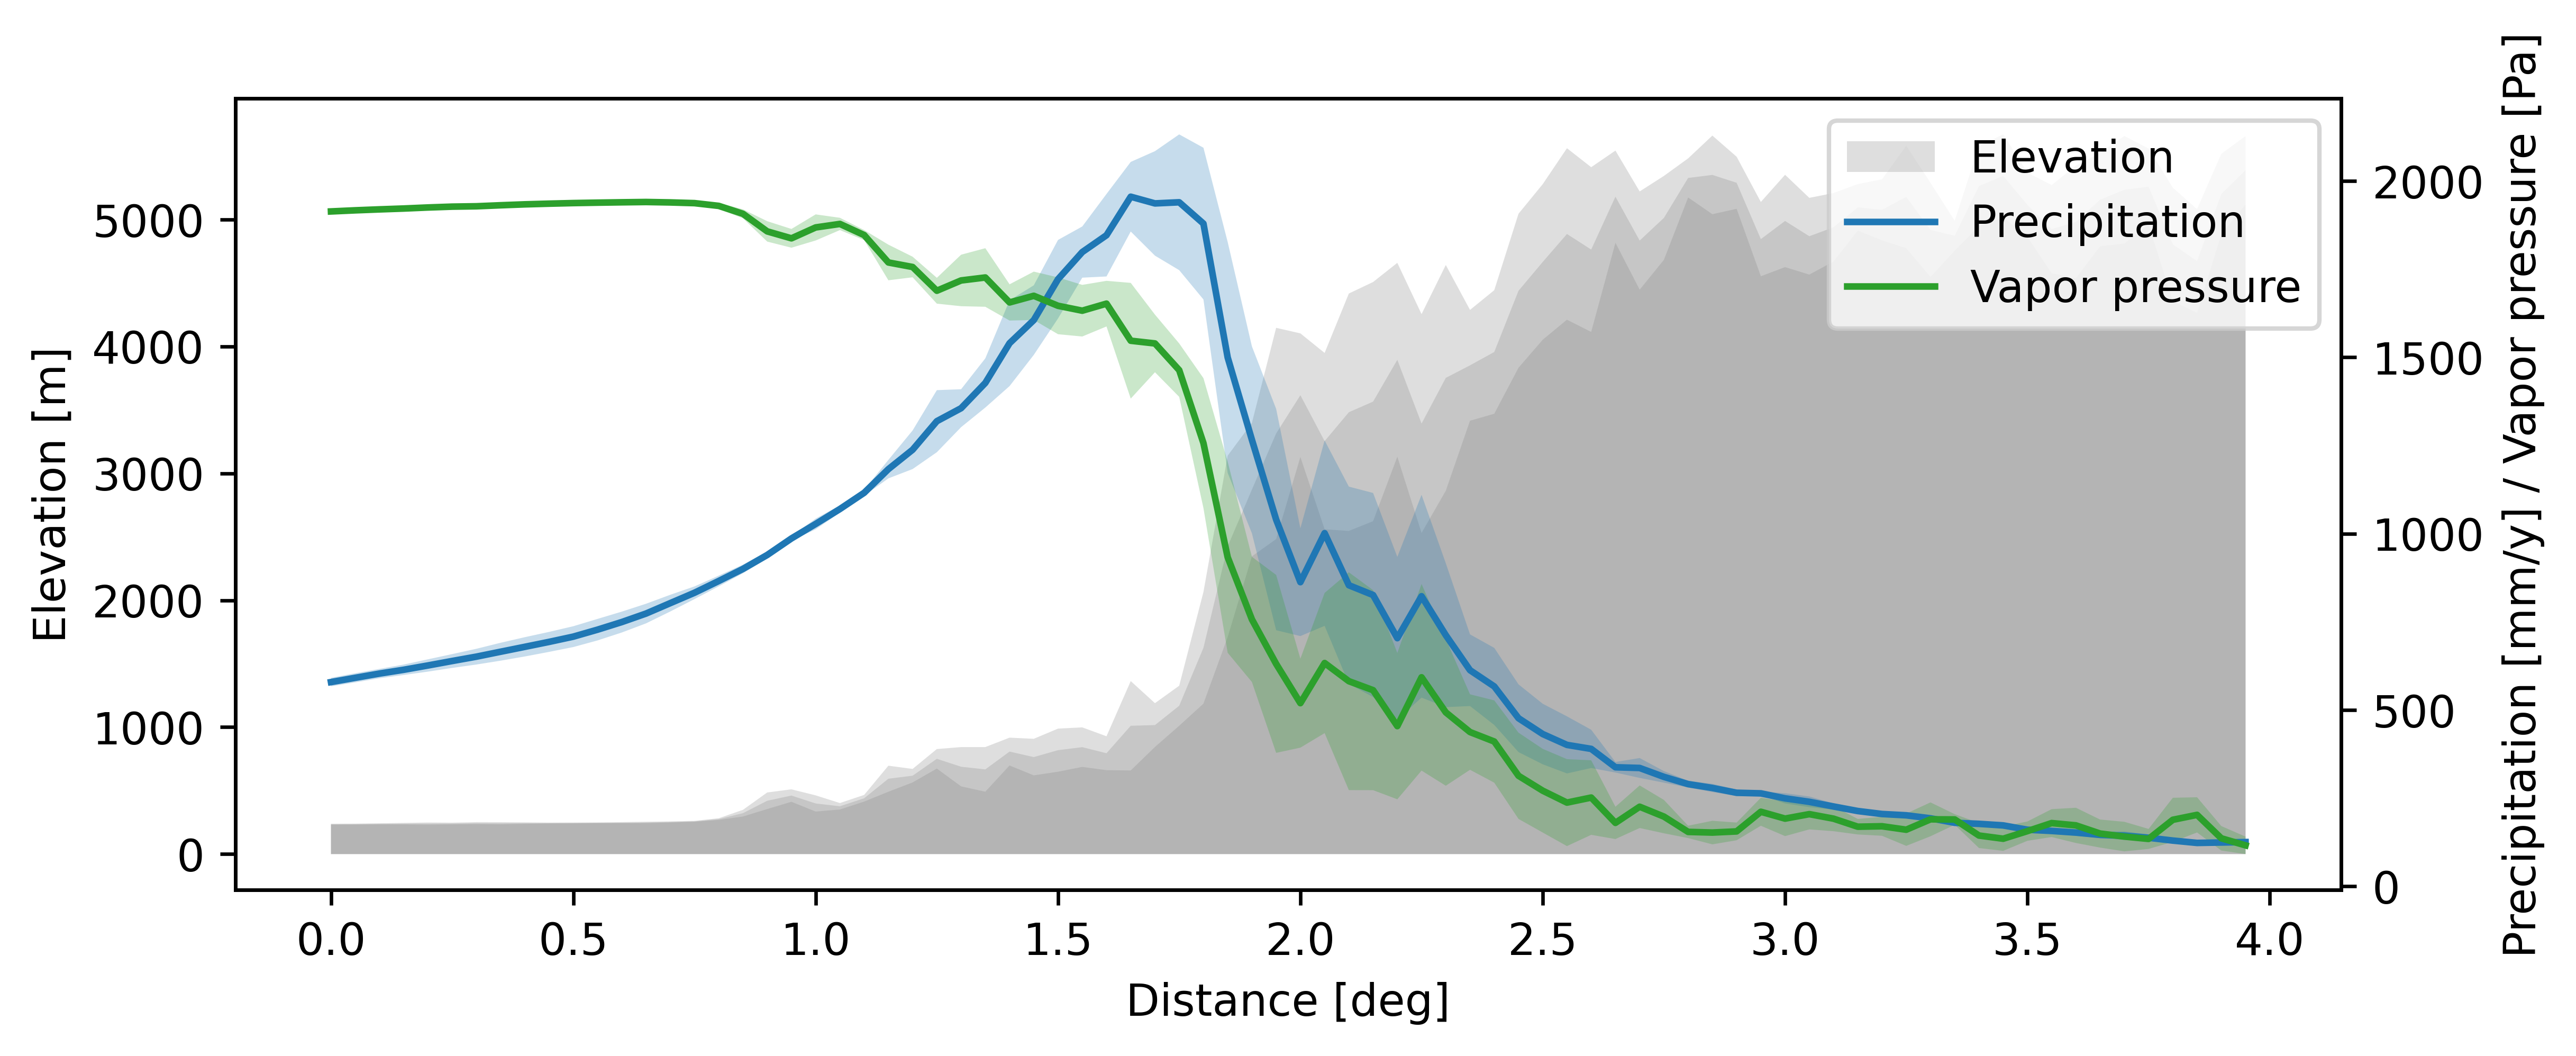 Elevation [m]
5000
4000
3000
2000
1000
0
Elevation
Precipitation
Vapor pressure
2000
1500
1000
500
0
Precipitation [mm/y] / Vapor pressure [Pa]
0.0 0.5 1.0 1.5 2.0 2.5 3.0 3.5 4.0
Distance [deg]